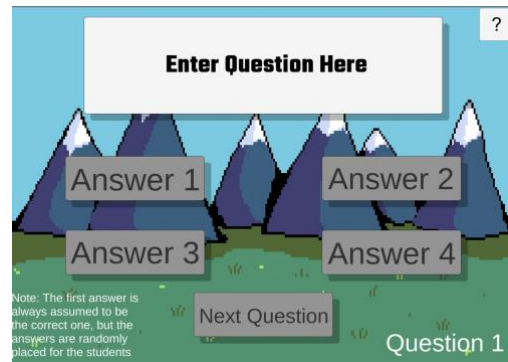 ?
Enter Question Here
Answer 1
Answer 2
Answer 3
Answer 4
Note: The first answer is
always assumed to be
the correct one, but the
answers are randomly
placed for the students
Next Question
Question 1